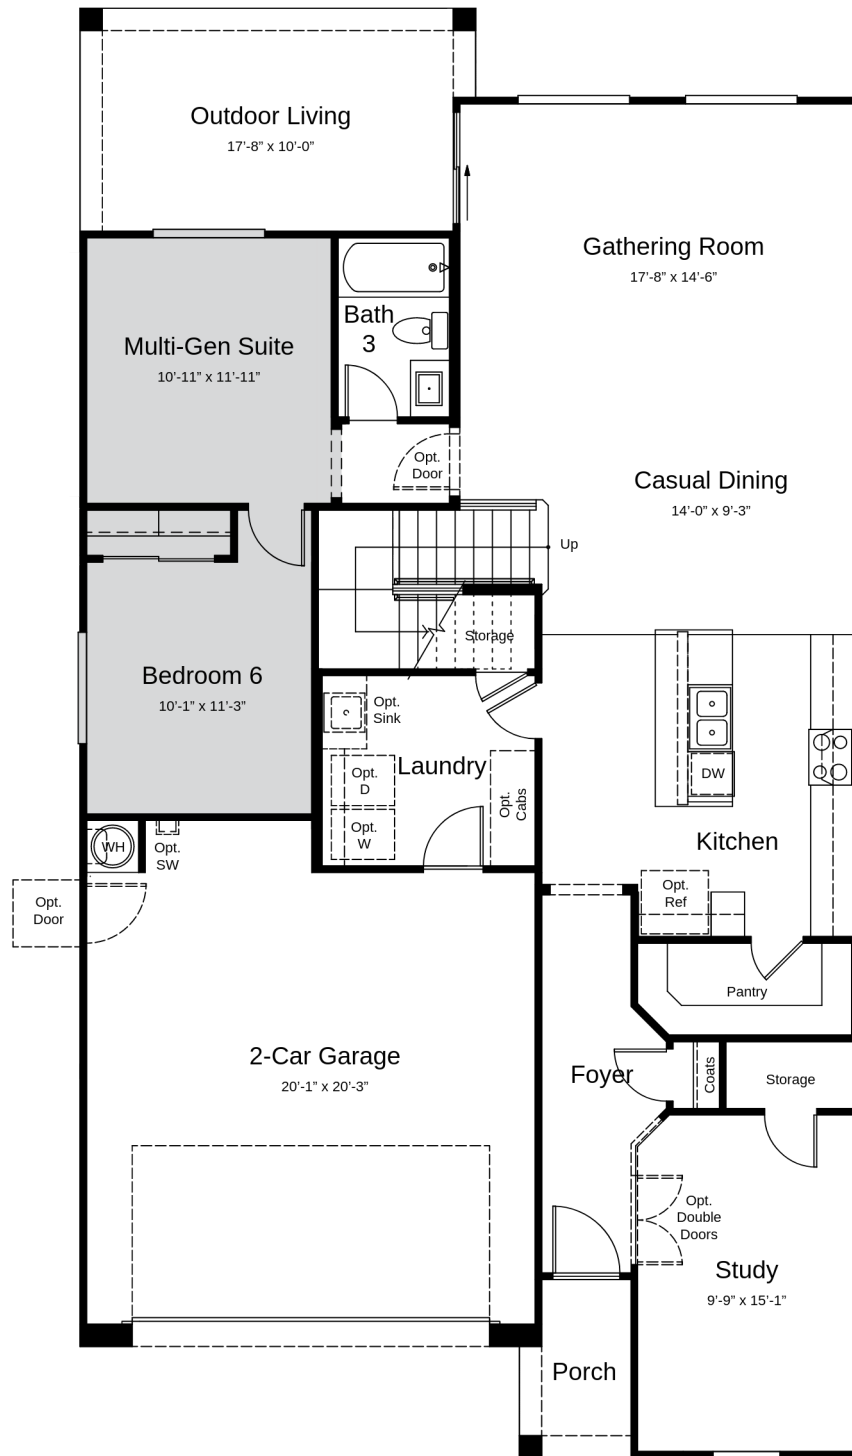 Outdoor Living
17’-8” x 10’-0”
Gathering Room
17’-8” x 14’-6”
Multi-Gen Suite
10’-11” x 11’-11”
Bath
3
Opt.
Door
Casual Dining
14’-0” x 9’-3”
Up
Storage
Bedroom 6
10’-1” x 11’-3”
Opt.
Sink
Laundry
Opt.
D
Opt.
W
Opt.
Cabs
DW
Kitchen
Opt.
Ref
WH
Opt.
SW
Opt.
Door
Pantry
2-Car Garage
20’-1” x 20’-3”
Foyer
Coats
Storage
Opt.
Double
Doors
Study
9’-9” x 15’-1”
Porch